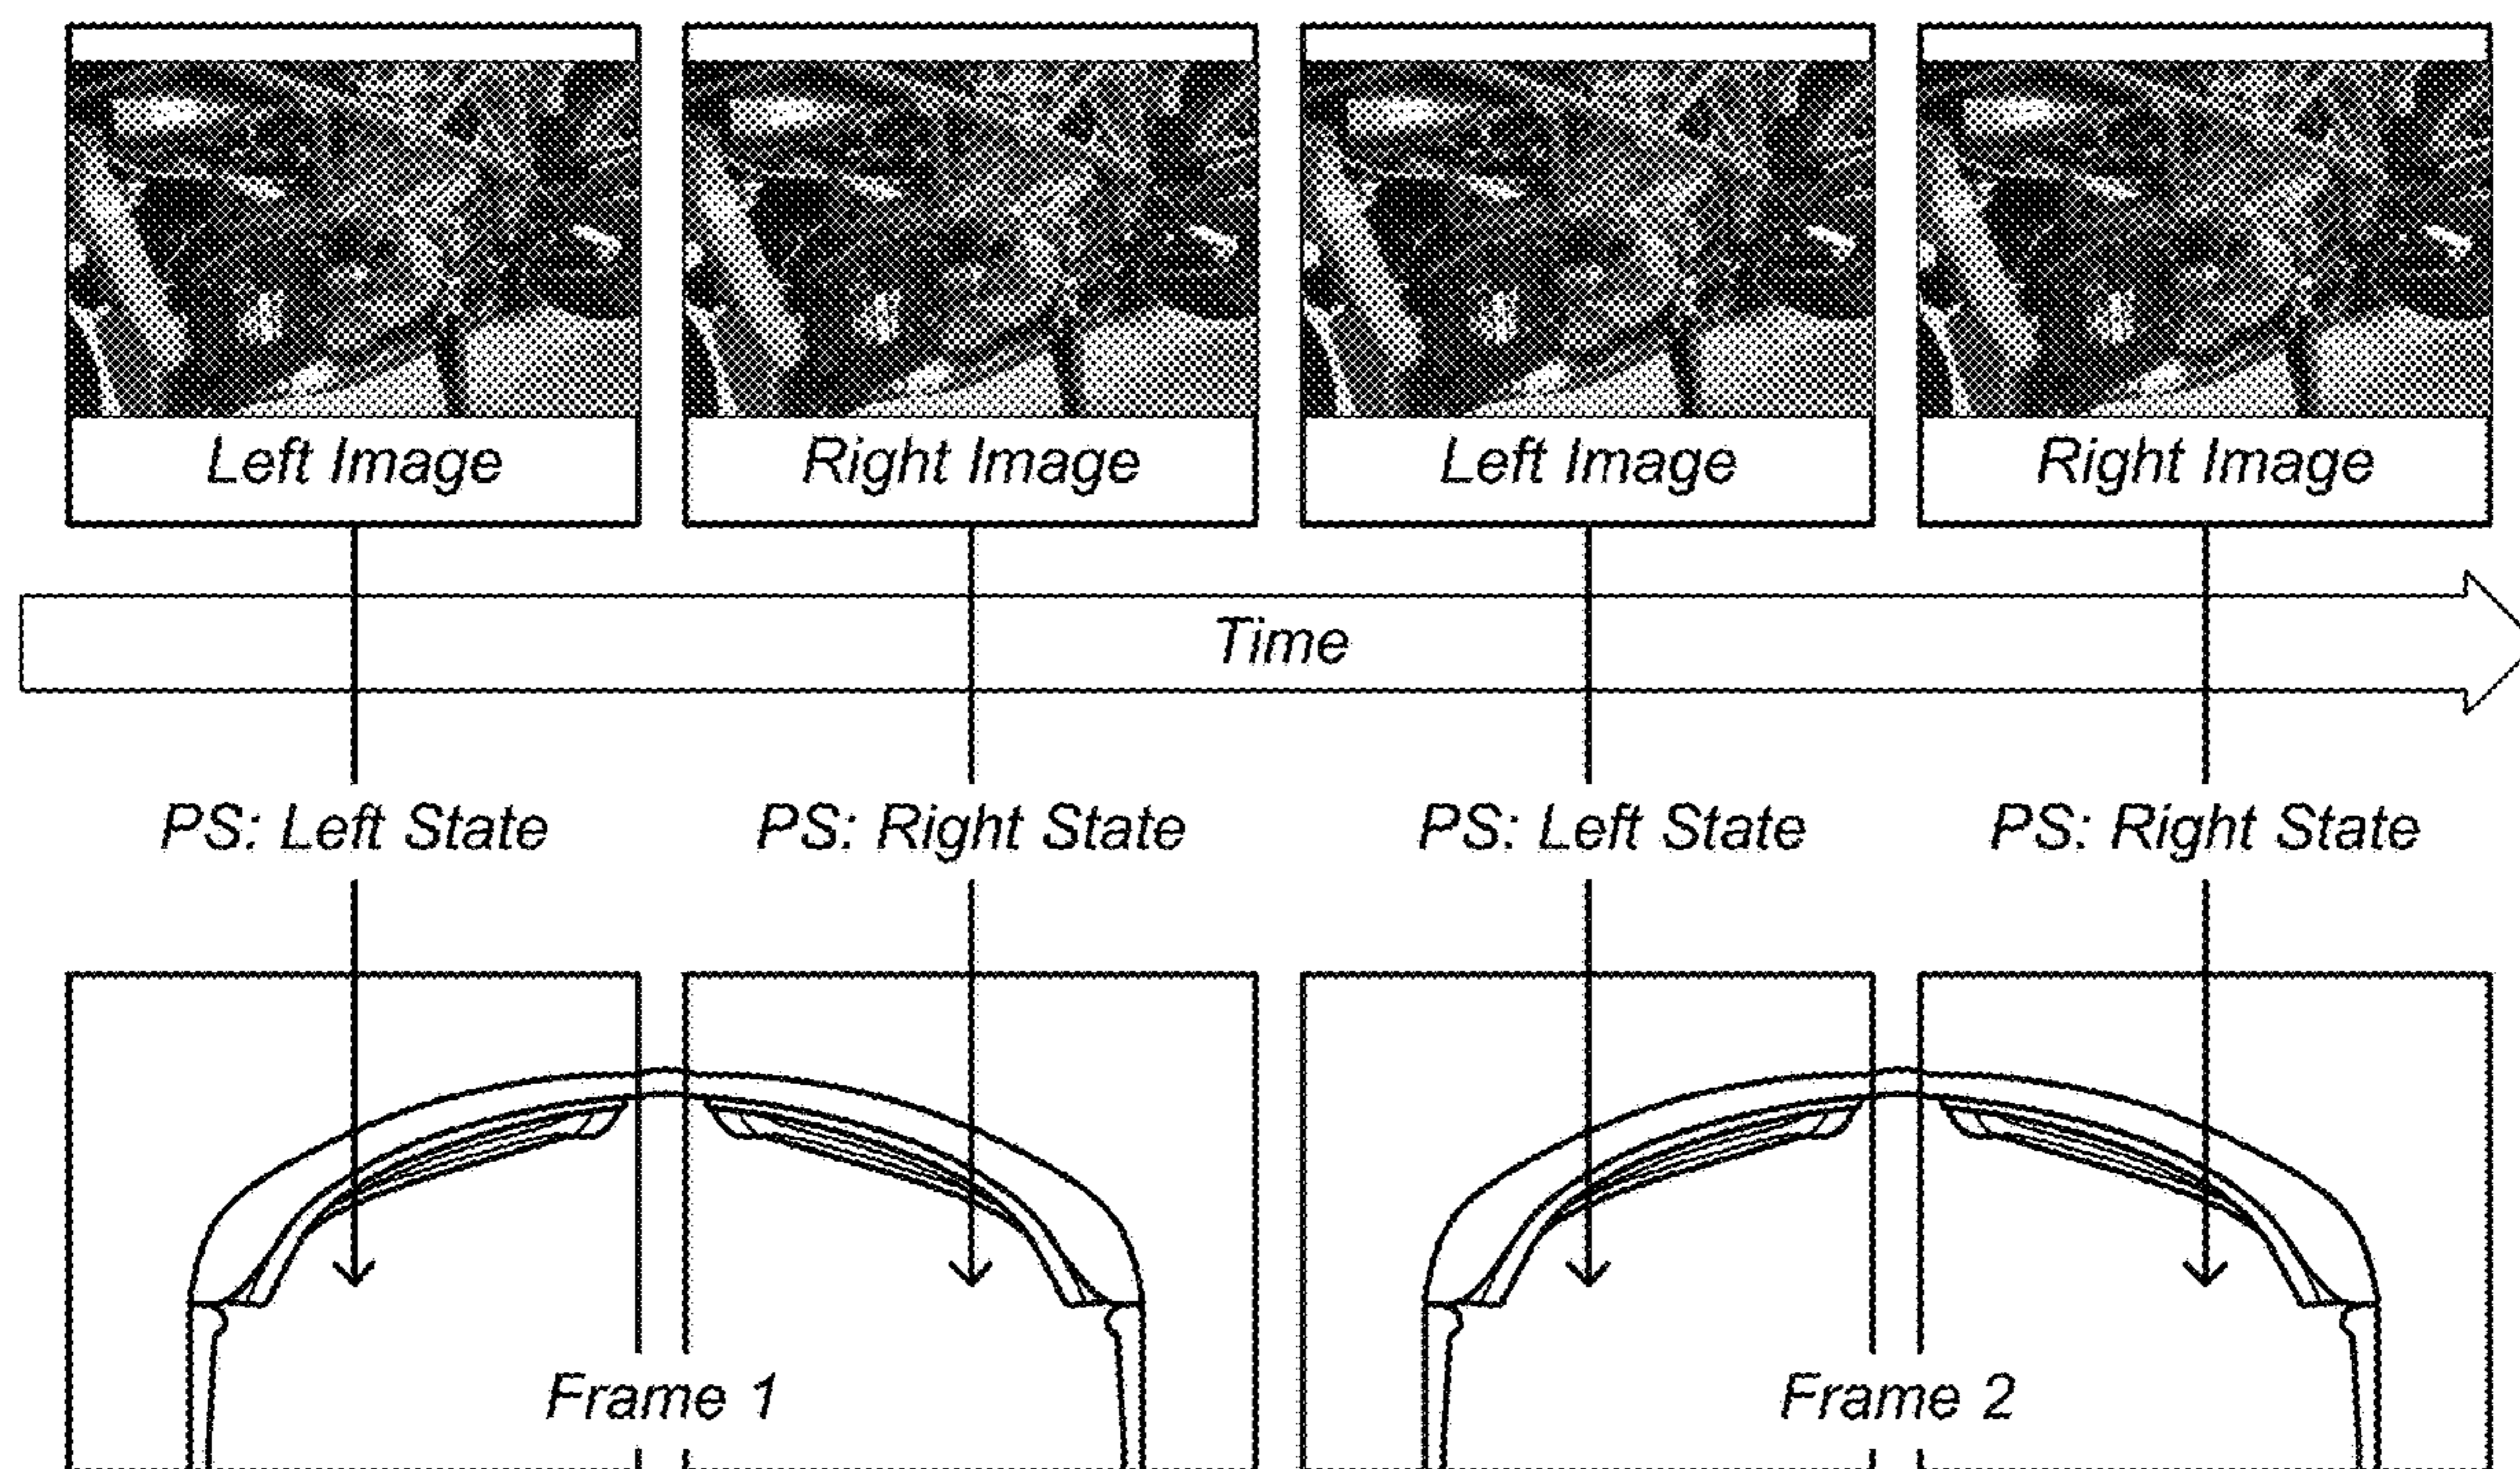 Left Image
Right Image
Left Image
Right Image
Time
PS: Left State
PS: Right State
PS: Left State
PS: Right State
Frame 1
Frame 2